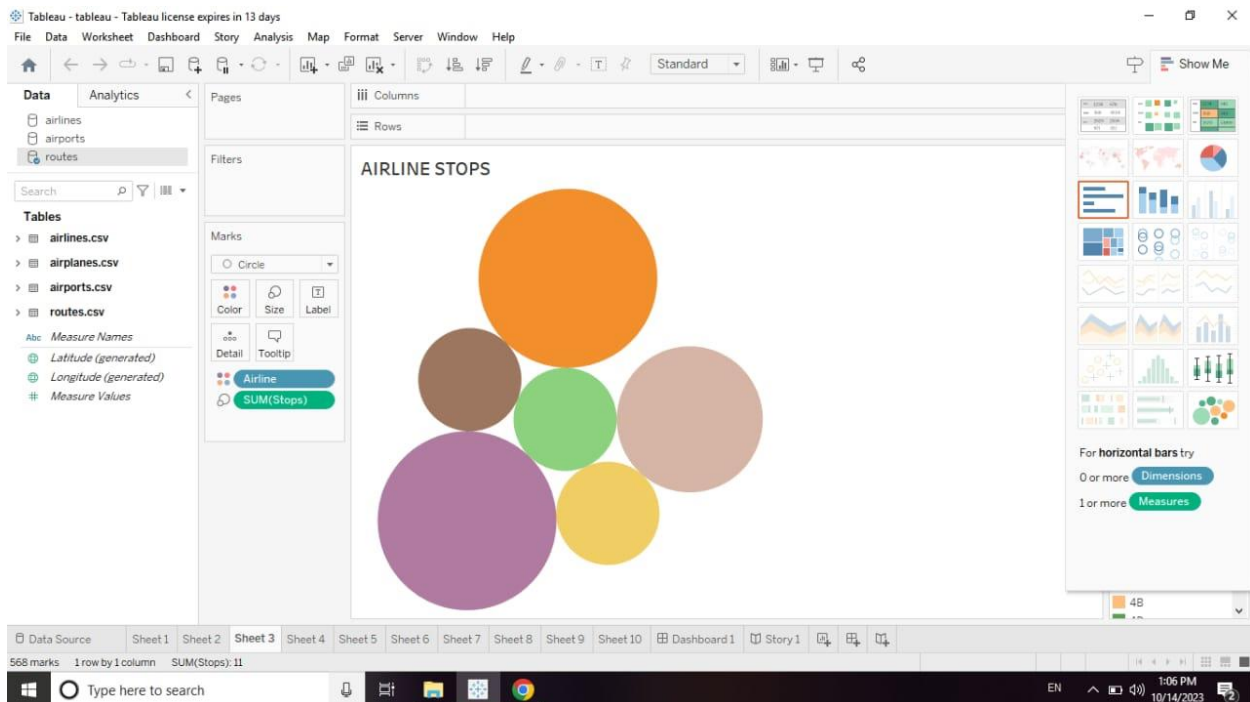 Tableau - tableau - Tableau license expires in 13 days
File Data Worksheet Dashboard Story Analysis Map Format Server Window Help
Standard
Show Me
Data Analytics
airlines
airports
routes
Search
Tables
airlines.csv
airplanes.csv
airports.csv
routes.csv
Abc Measure Names
Latitude (generated)
Longitude (generated)
# Measure Values
Pages
Filters
Marks
Circle
Color Size Label
Detail Tooltip
Airline
SUM(Stops)
iii Columns
Rows
AIRLINE STOPS
For horizontal bars try
0 or more Dimensions
1 or more Measures
4B
Data Source Sheet 1 Sheet 2 Sheet 3 Sheet 4 Sheet 5 Sheet 6 Sheet 7 Sheet 8 Sheet 9 Sheet 10 Dashboard 1 Story 1
568 marks 1 row by 1 column SUM(Stops): 11
Type here to search
EN
1:06 PM
10/14/2023
2